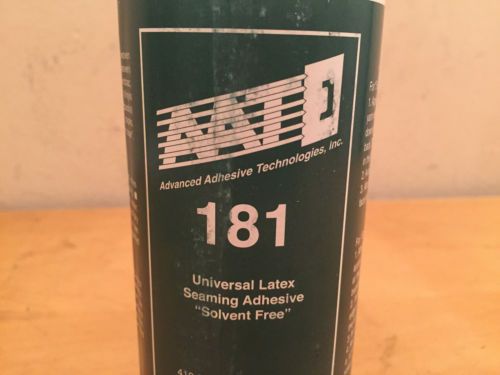 AAT
Advanced Adhesive Technologies, Inc.
181
Universal Latex
Seaming Adhesive
"Solvent Free"